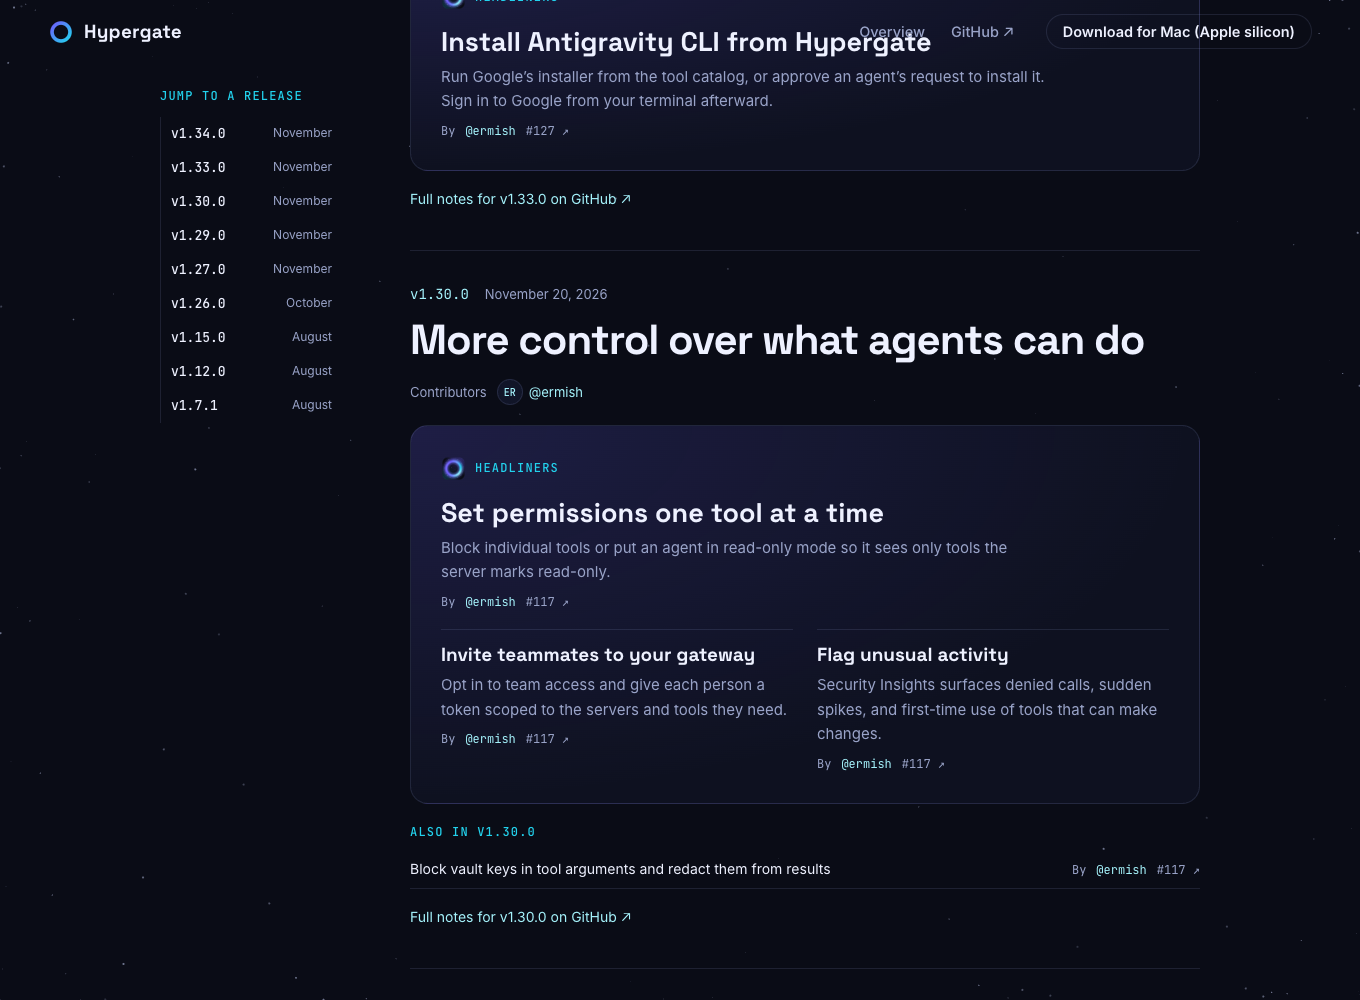 Hypergate
Overview
GitHub ↗
Download for Mac (Apple silicon)
JUMP TO A RELEASE
v1.34.0 November
v1.33.0 November
v1.30.0 November
v1.29.0 November
v1.27.0 November
v1.26.0 October
v1.15.0 August
v1.12.0 August
v1.7.1 August
HEADLINERS
Install Antigravity CLI from Hypergate
Run Google’s installer from the tool catalog, or approve an agent’s request to install it.
Sign in to Google from your terminal afterward.
By @ermish #127 ↗
Full notes for v1.33.0 on GitHub ↗
v1.30.0 November 20, 2026
More control over what agents can do
Contributors ER @ermish
HEADLINERS
Set permissions one tool at a time
Block individual tools or put an agent in read-only mode so it sees only tools the
server marks read-only.
By @ermish #117 ↗
Invite teammates to your gateway
Opt in to team access and give each person a
token scoped to the servers and tools they need.
By @ermish #117 ↗
Flag unusual activity
Security Insights surfaces denied calls, sudden
spikes, and first-time use of tools that can make
changes.
By @ermish #117 ↗
ALSO IN V1.30.0
Block vault keys in tool arguments and redact them from results
By @ermish #117 ↗
Full notes for v1.30.0 on GitHub ↗